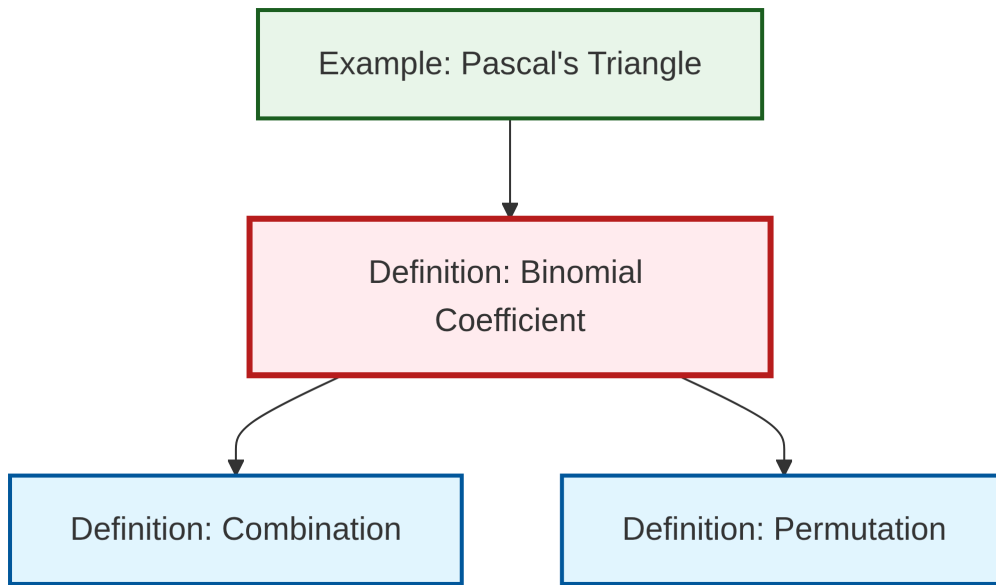 Example: Pascal's Triangle
Definition: Binomial
Coefficient
Definition: Combination
Definition: Permutation